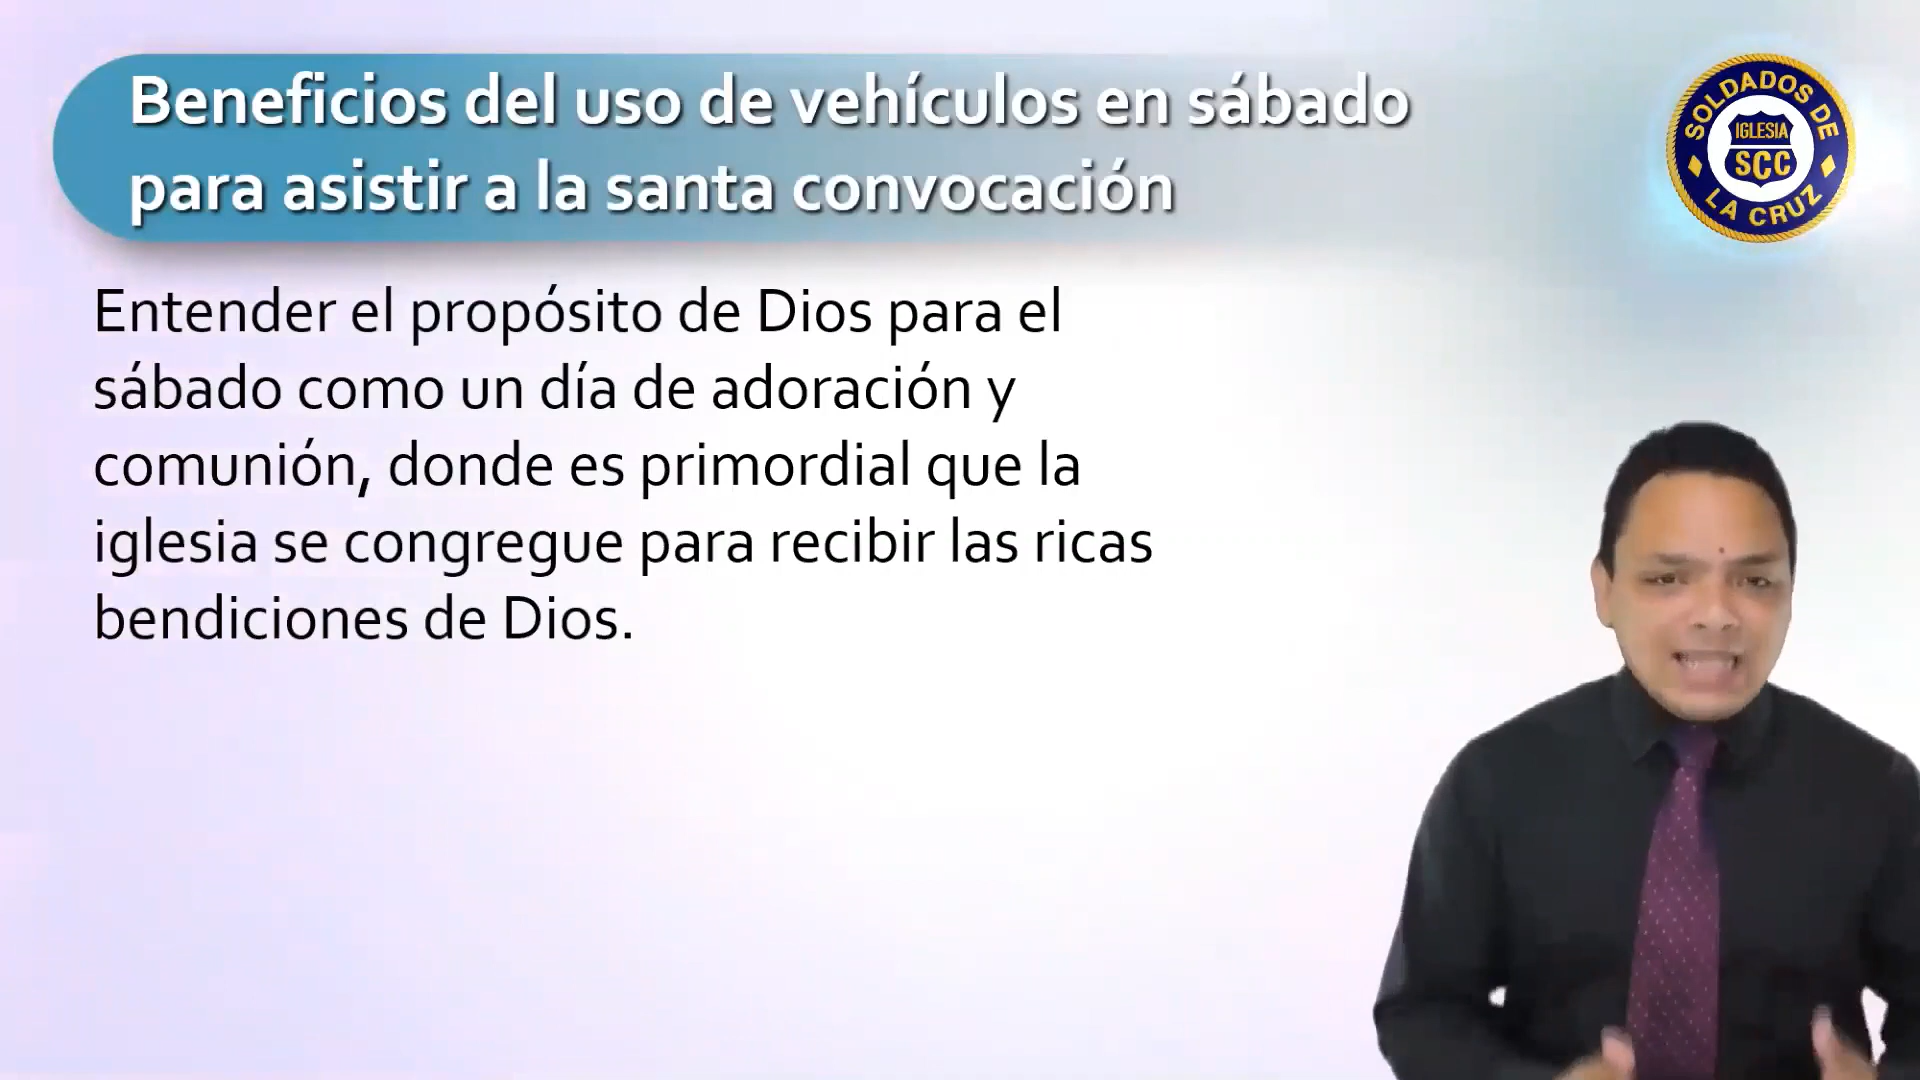 Beneficios del uso de vehículos en sábado
para asistir a la santa convocación
SOLDADOS DE
IGLESIA
SCC
LA CRUZ
Entender el propósito de Dios para el
sábado como un día de adoración y
comunión, donde es primordial que la
iglesia se congregue para recibir las ricas
bendiciones de Dios.